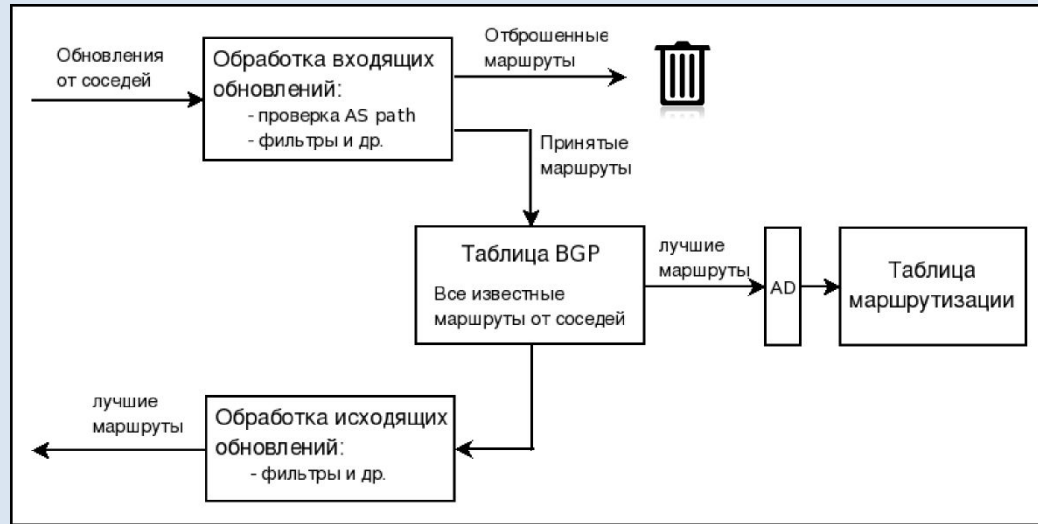 Обновления
от соседей
Обработка входящих
обновлений:
- проверка AS path
- фильтры и др.
Отброшенные
маршруты
Принятые
маршруты
Таблица BGP
Все известные
маршруты от соседей
лучшие
маршруты
AD
Таблица
маршрутизации
лучшие
маршруты
Обработка исходящих
обновлений:
- фильтры и др.